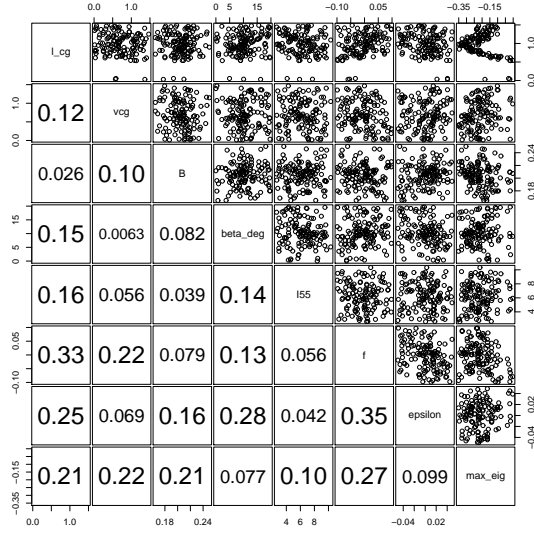 0.0 1.0 0 5 15 −0.10 0.05 −0.35 −0.15
l_cg 0.0 1.0
0.0 1.0 0.12 vcg
0.026 0.10 B 0.18 0.24
0 5 15 0.15 0.0063 0.082 beta_deg
0.16 0.056 0.039 0.14 I55 4 6 8
−0.10 0.05 0.33 0.22 0.079 0.13 0.056 f
0.25 0.069 0.16 0.28 0.042 0.35 epsilon −0.04 0.02
−0.35 −0.15 0.21 0.22 0.21 0.077 0.10 0.27 0.099 max_eig
0.0 1.0 0.18 0.24 4 6 8 −0.04 0.02